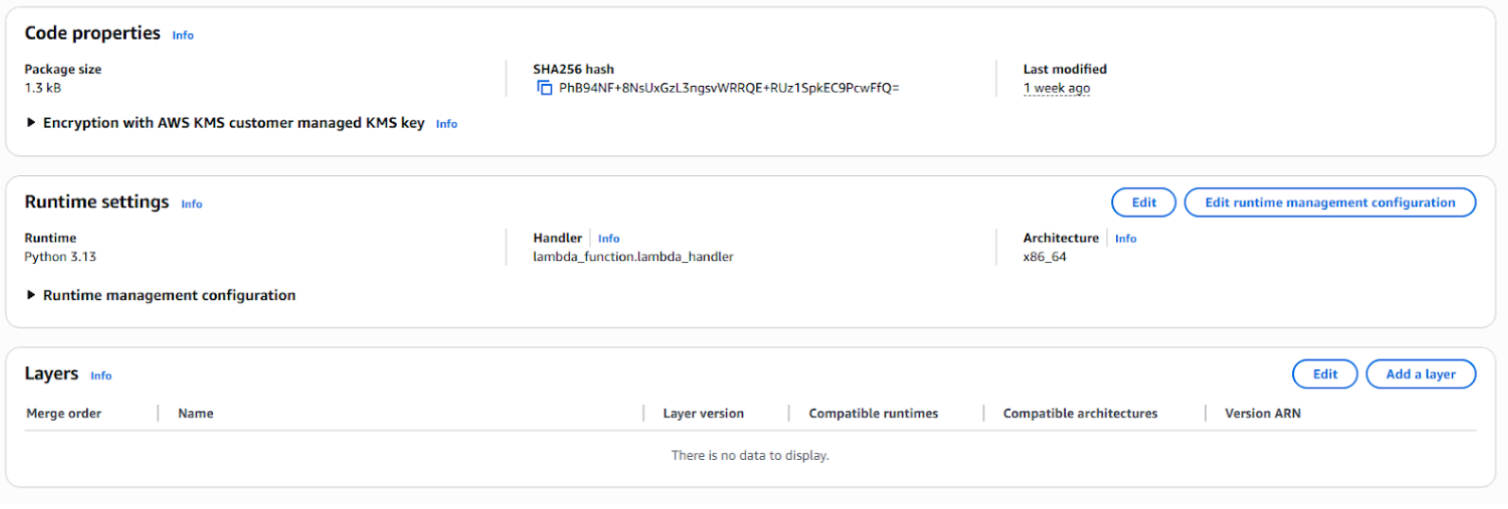 Code properties Info
Package size
1.3 kB
SHA256 hash
PhB94NF+8NsUxGzL3ngsvWRRQE+RUz1SpkEC9PcwFfQ=
Last modified
1 week ago
Encryption with AWS KMS customer managed KMS key Info
Runtime settings Info
Edit
Edit runtime management configuration
Runtime
Python 3.13
Handler Info
lambda_function.lambda_handler
Architecture Info
x86_64
Runtime management configuration
Layers Info
Edit
Add a layer
Merge order Name Layer version Compatible runtimes Compatible architectures Version ARN
There is no data to display.